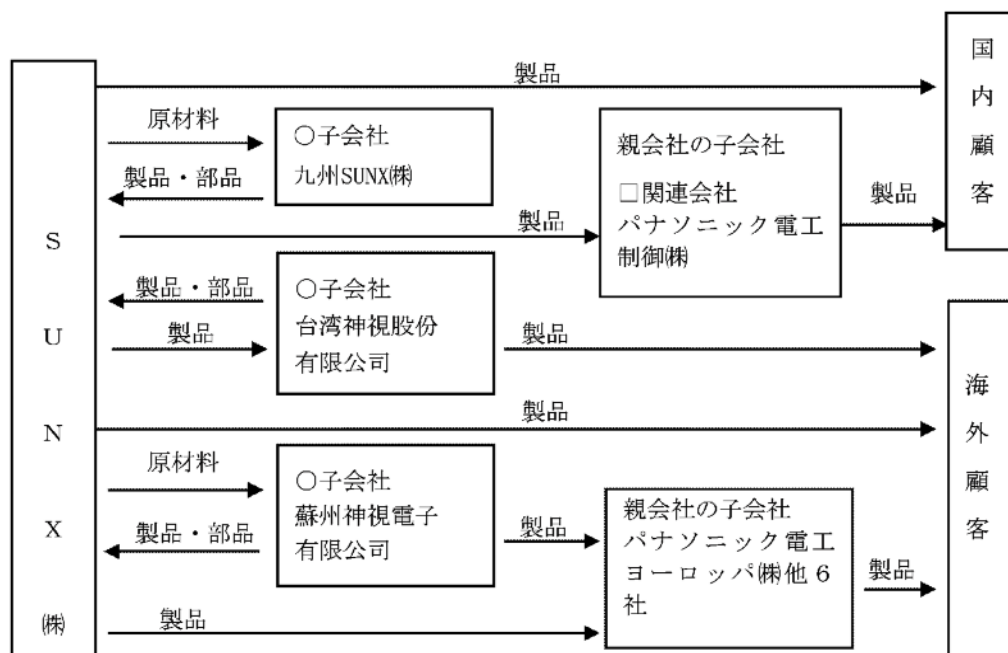 SUNX㈱
製品
国内顧客
原材料
○子会社
九州SUNX㈱
製品・部品
製品
親会社の子会社
□関連会社
パナソニック電工
制御㈱
製品
製品・部品
○子会社
台湾神視股份
有限公司
製品
製品
海外顧客
製品
原材料
○子会社
蘇州神視電子
有限公司
製品・部品
製品
親会社の子会社
パナソニック電工
ヨーロッパ㈱他6
社
製品
製品